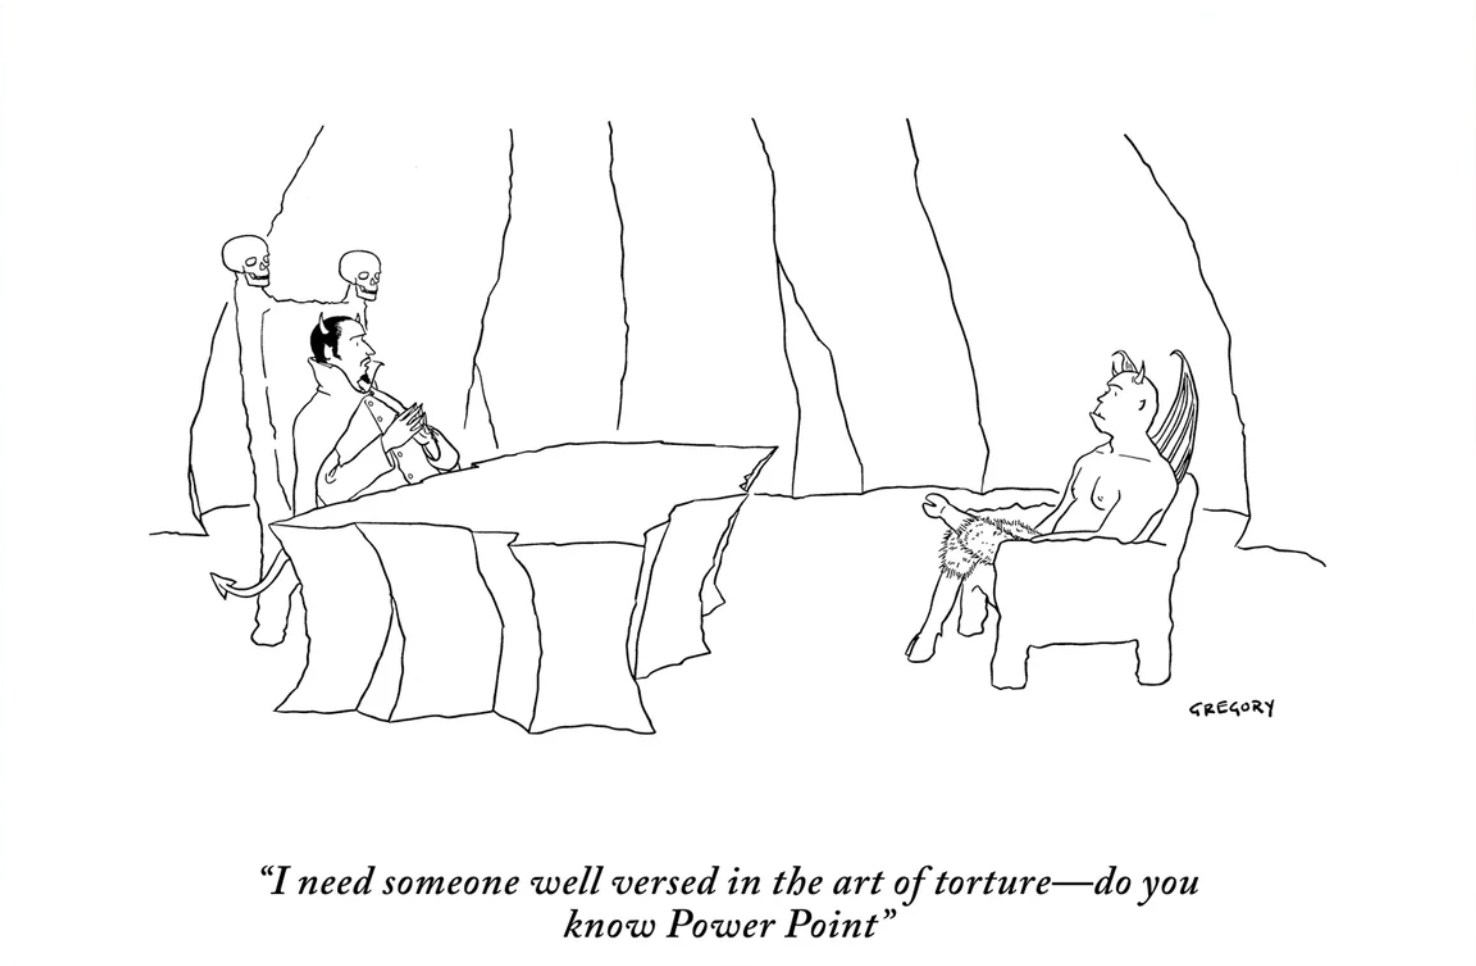 GREGORY
“I need someone well versed in the art of torture—do you
know Power Point”